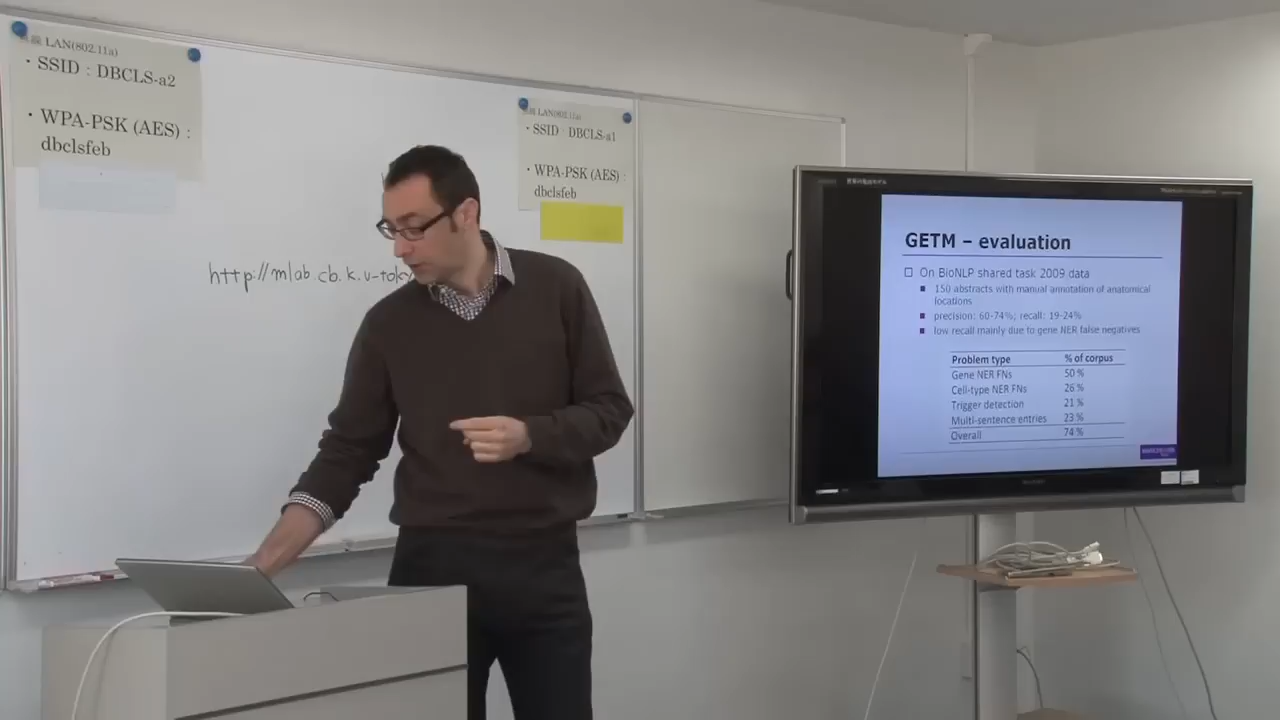 LAN(802.11a)
・SSID : DBCLS-a2
・WPA-PSK (AES) :
dbclsfeb
LAN(802.11a)
・SSID : DBCLS-a1
・WPA-PSK (AES) :
dbclsfeb
http://mlab.cb.k.u-toky
GETM – evaluation
On BioNLP shared task 2009 data
150 abstracts with manual annotation of anatomical
locations
precision: 60-74%; recall: 19-24%
low recall mainly due to gene NER false negatives
Problem type % of corpus
Gene NER FNs 50 %
Cell-type NER FNs 26 %
Trigger detection 21 %
Multi-sentence entries 23 %
Overall 74 %